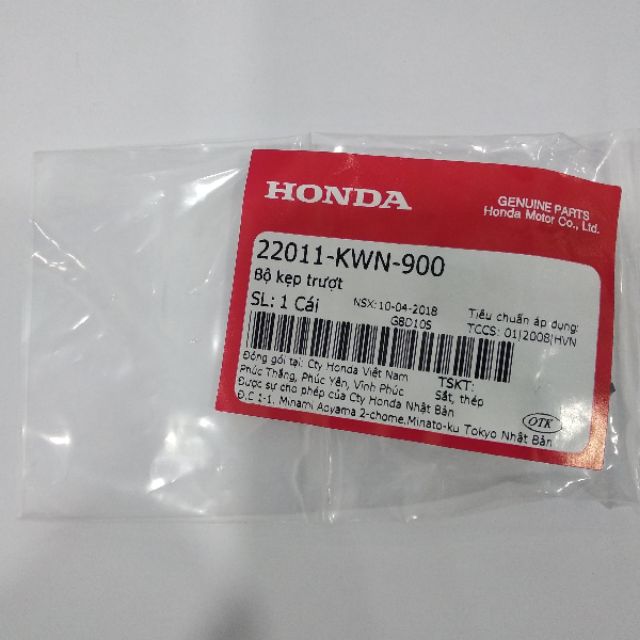 HONDA
GENUINE PARTS
Honda Motor Co., Ltd.
22011-KWN-900
Bộ kẹp trượt
SL: 1 Cái
NSX: 10-04-2018
G8D10S
Tiêu chuẩn áp dụng:
TCCS: 01|2008|HVN
Đóng gói tại: Cty Honda Việt Nam
Phúc Thắng, Phúc Yên, Vĩnh Phúc
Được sự cho phép của Cty Honda Nhật Bản
Đ.C 1-1, Minami Aoyama 2-chome,Minato-ku Tokyo Nhật Bản
TSKT:
Sắt, thép
OTK